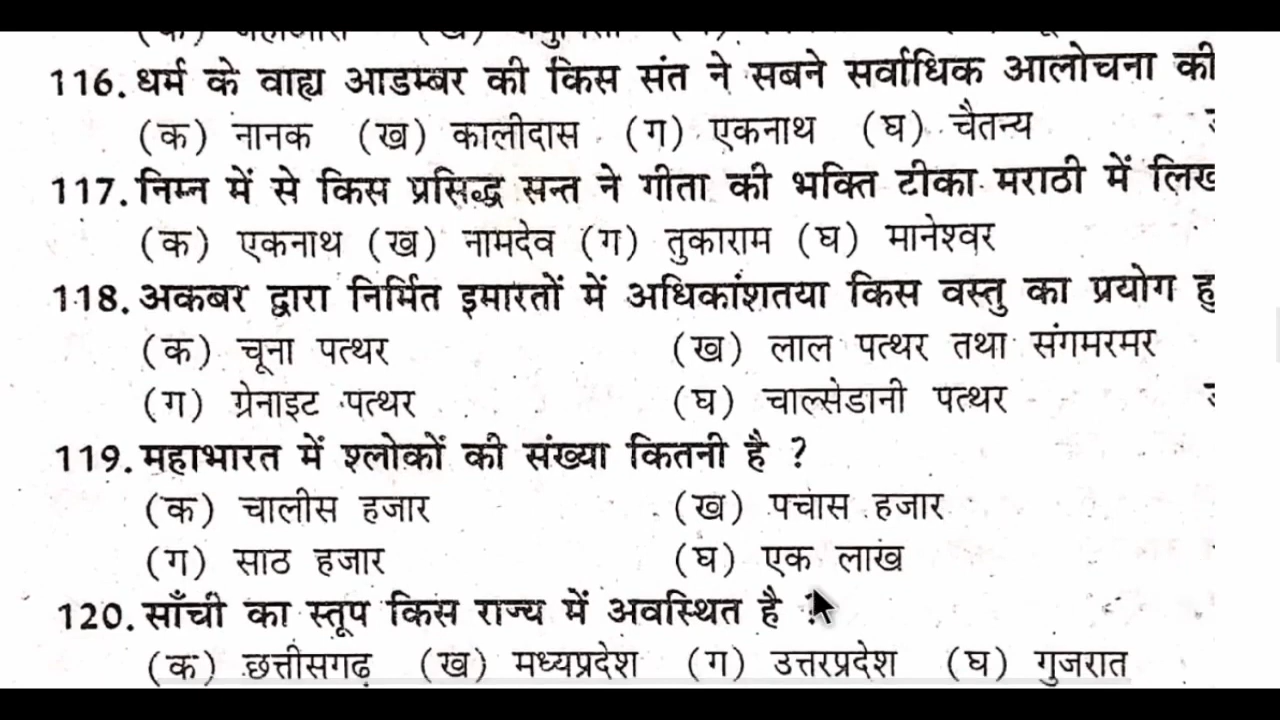 116. धर्म के वाह्य आडम्बर की किस संत ने सबने सर्वाधिक आलोचना की
(क) नानक (ख) कालीदास (ग) एकनाथ (घ) चैतन्य
117. निम्न में से किस प्रसिद्ध सन्त ने गीता की भक्ति टीका मराठी में
(क) एकनाथ (ख) नामदेव (ग) तुकाराम (घ) मानेश्वर
118. अकबर द्वारा निर्मित इमारतों में अधिकांशतया किस वस्तु का प्रयोग
(क) चूना पत्थर (ख) लाल पत्थर तथा संगमरमर
(ग) ग्रेनाइट पत्थर (घ) चाल्सेडानी पत्थर
119. महाभारत में श्लोकों की संख्या कितनी है ?
(क) चालीस हजार (ख) पचास हजार
(ग) साठ हजार (घ) एक लाख
120. साँची का स्तूप किस राज्य में अवस्थित है ?
(क) छत्तीसगढ़ (ख) मध्यप्रदेश (ग) उत्तरप्रदेश (घ) गुजरात